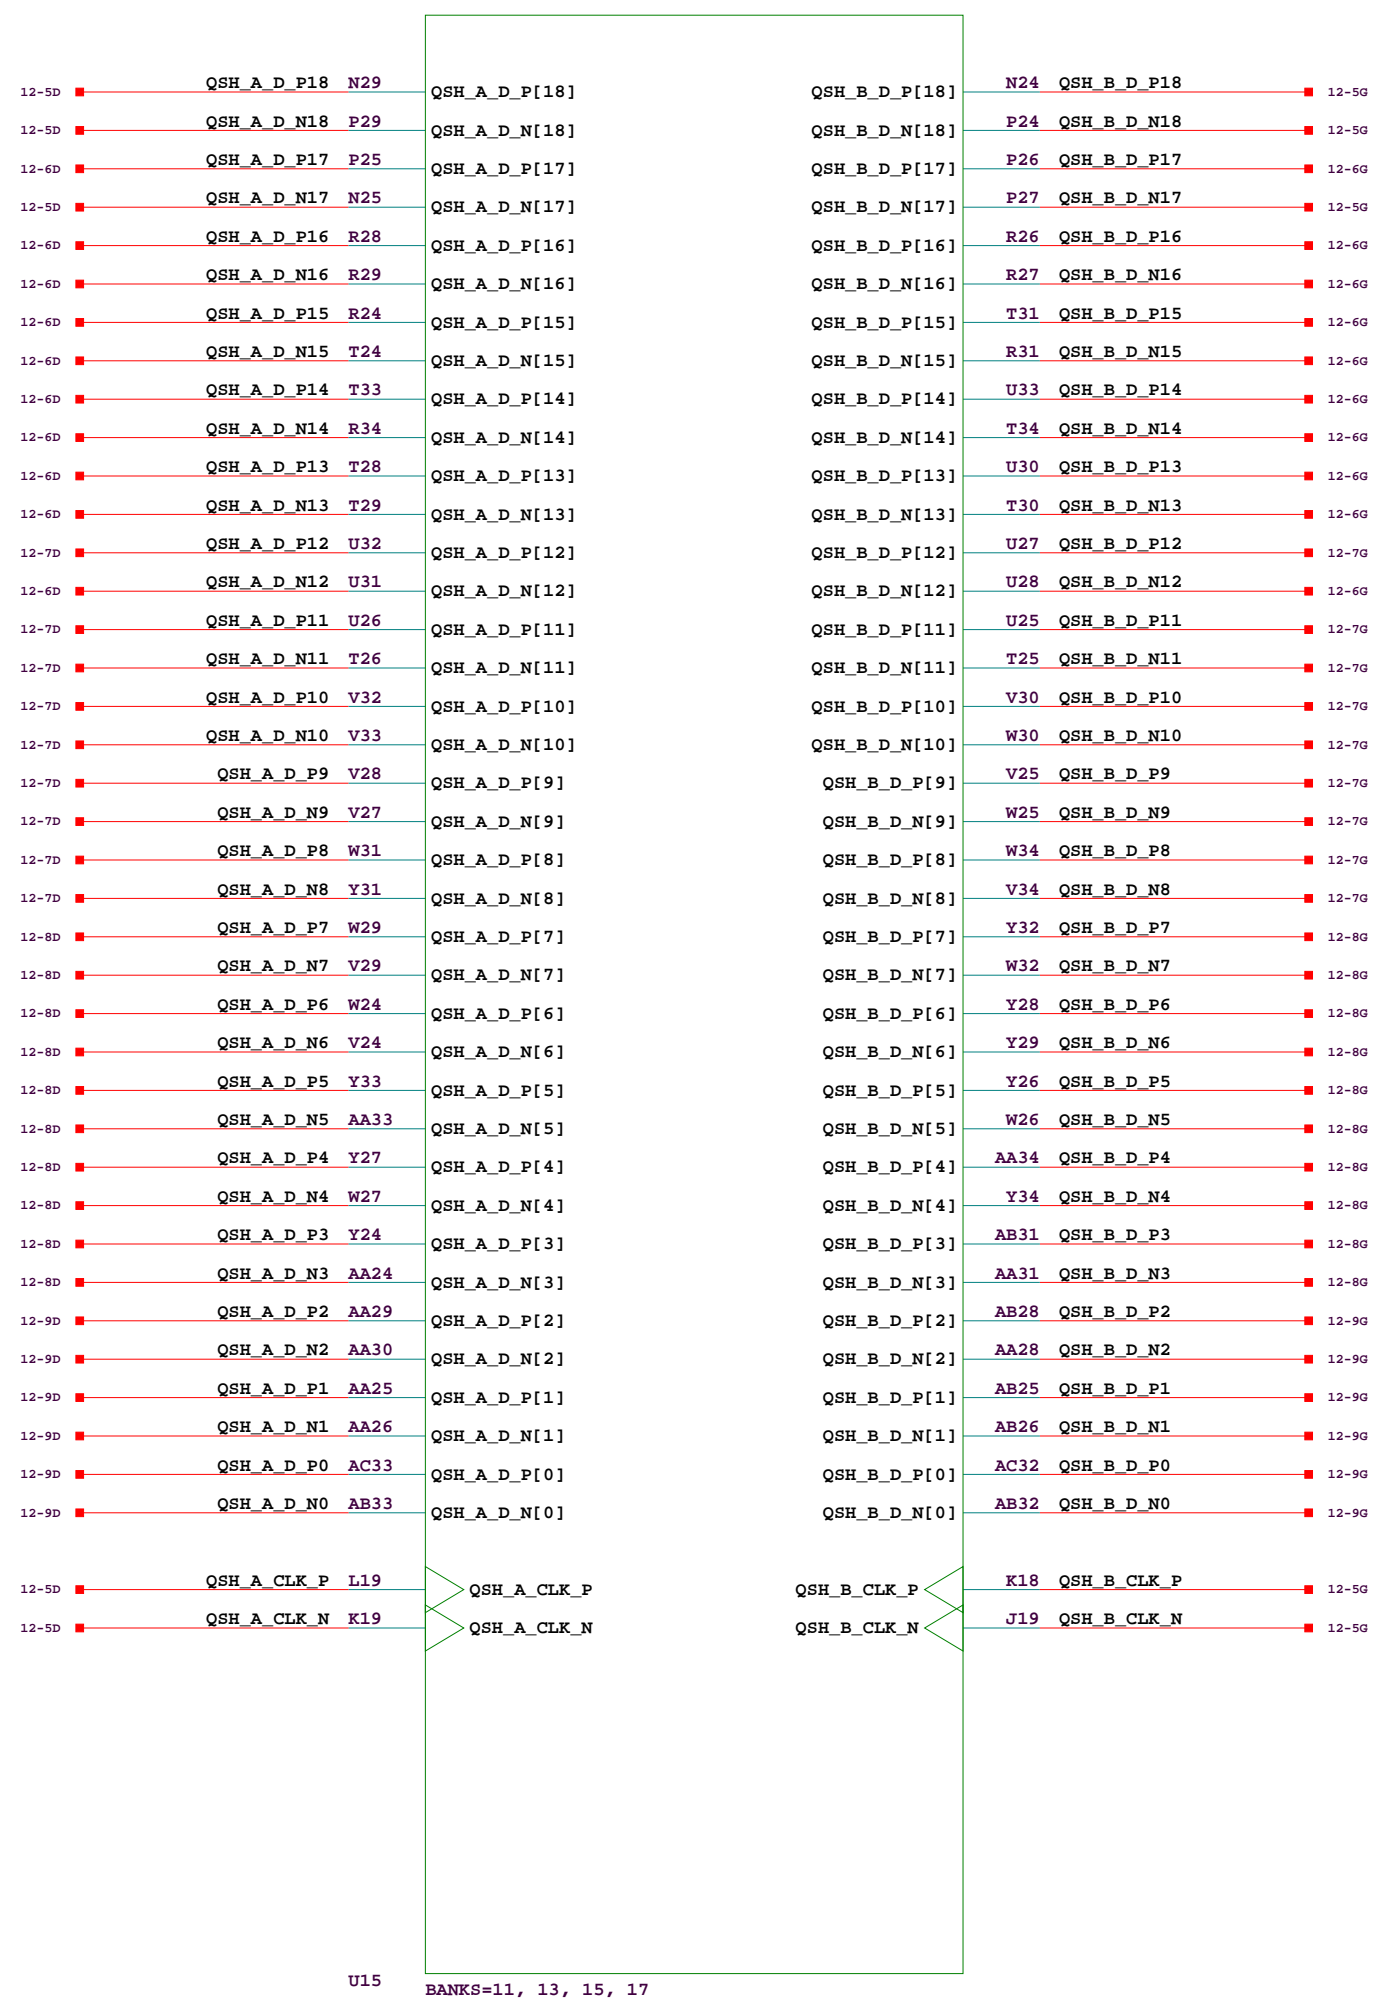 12-5D QSH_A_D_P18 N29 QSH_A_D_P[18] QSH_B_D_P[18] N24 QSH_B_D_P18 12-5G
12-5D QSH_A_D_N18 P29 QSH_A_D_N[18] QSH_B_D_N[18] P24 QSH_B_D_N18 12-5G
12-6D QSH_A_D_P17 P25 QSH_A_D_P[17] QSH_B_D_P[17] P26 QSH_B_D_P17 12-6G
12-5D QSH_A_D_N17 N25 QSH_A_D_N[17] QSH_B_D_N[17] P27 QSH_B_D_N17 12-5G
12-6D QSH_A_D_P16 R28 QSH_A_D_P[16] QSH_B_D_P[16] R26 QSH_B_D_P16 12-6G
12-6D QSH_A_D_N16 R29 QSH_A_D_N[16] QSH_B_D_N[16] R27 QSH_B_D_N16 12-6G
12-6D QSH_A_D_P15 R24 QSH_A_D_P[15] QSH_B_D_P[15] T31 QSH_B_D_P15 12-6G
12-6D QSH_A_D_N15 T24 QSH_A_D_N[15] QSH_B_D_N[15] R31 QSH_B_D_N15 12-6G
12-6D QSH_A_D_P14 T33 QSH_A_D_P[14] QSH_B_D_P[14] U33 QSH_B_D_P14 12-6G
12-6D QSH_A_D_N14 R34 QSH_A_D_N[14] QSH_B_D_N[14] T34 QSH_B_D_N14 12-6G
12-6D QSH_A_D_P13 T28 QSH_A_D_P[13] QSH_B_D_P[13] U30 QSH_B_D_P13 12-6G
12-6D QSH_A_D_N13 T29 QSH_A_D_N[13] QSH_B_D_N[13] T30 QSH_B_D_N13 12-6G
12-7D QSH_A_D_P12 U32 QSH_A_D_P[12] QSH_B_D_P[12] U27 QSH_B_D_P12 12-7G
12-6D QSH_A_D_N12 U31 QSH_A_D_N[12] QSH_B_D_N[12] U28 QSH_B_D_N12 12-6G
12-7D QSH_A_D_P11 U26 QSH_A_D_P[11] QSH_B_D_P[11] U25 QSH_B_D_P11 12-7G
12-7D QSH_A_D_N11 T26 QSH_A_D_N[11] QSH_B_D_N[11] T25 QSH_B_D_N11 12-7G
12-7D QSH_A_D_P10 V32 QSH_A_D_P[10] QSH_B_D_P[10] V30 QSH_B_D_P10 12-7G
12-7D QSH_A_D_N10 V33 QSH_A_D_N[10] QSH_B_D_N[10] W30 QSH_B_D_N10 12-7G
12-7D QSH_A_D_P9 V28 QSH_A_D_P[9] QSH_B_D_P[9] V25 QSH_B_D_P9 12-7G
12-7D QSH_A_D_N9 V27 QSH_A_D_N[9] QSH_B_D_N[9] W25 QSH_B_D_N9 12-7G
12-7D QSH_A_D_P8 W31 QSH_A_D_P[8] QSH_B_D_P[8] W34 QSH_B_D_P8 12-7G
12-7D QSH_A_D_N8 Y31 QSH_A_D_N[8] QSH_B_D_N[8] V34 QSH_B_D_N8 12-7G
12-8D QSH_A_D_P7 W29 QSH_A_D_P[7] QSH_B_D_P[7] Y32 QSH_B_D_P7 12-8G
12-8D QSH_A_D_N7 V29 QSH_A_D_N[7] QSH_B_D_N[7] W32 QSH_B_D_N7 12-8G
12-8D QSH_A_D_P6 W24 QSH_A_D_P[6] QSH_B_D_P[6] Y28 QSH_B_D_P6 12-8G
12-8D QSH_A_D_N6 V24 QSH_A_D_N[6] QSH_B_D_N[6] Y29 QSH_B_D_N6 12-8G
12-8D QSH_A_D_P5 Y33 QSH_A_D_P[5] QSH_B_D_P[5] Y26 QSH_B_D_P5 12-8G
12-8D QSH_A_D_N5 AA33 QSH_A_D_N[5] QSH_B_D_N[5] W26 QSH_B_D_N5 12-8G
12-8D QSH_A_D_P4 Y27 QSH_A_D_P[4] QSH_B_D_P[4] AA34 QSH_B_D_P4 12-8G
12-8D QSH_A_D_N4 W27 QSH_A_D_N[4] QSH_B_D_N[4] Y34 QSH_B_D_N4 12-8G
12-8D QSH_A_D_P3 Y24 QSH_A_D_P[3] QSH_B_D_P[3] AB31 QSH_B_D_P3 12-8G
12-8D QSH_A_D_N3 AA24 QSH_A_D_N[3] QSH_B_D_N[3] AA31 QSH_B_D_N3 12-8G
12-9D QSH_A_D_P2 AA29 QSH_A_D_P[2] QSH_B_D_P[2] AB28 QSH_B_D_P2 12-9G
12-9D QSH_A_D_N2 AA30 QSH_A_D_N[2] QSH_B_D_N[2] AA28 QSH_B_D_N2 12-9G
12-9D QSH_A_D_P1 AA25 QSH_A_D_P[1] QSH_B_D_P[1] AB25 QSH_B_D_P1 12-9G
12-9D QSH_A_D_N1 AA26 QSH_A_D_N[1] QSH_B_D_N[1] AB26 QSH_B_D_N1 12-9G
12-9D QSH_A_D_P0 AC33 QSH_A_D_P[0] QSH_B_D_P[0] AC32 QSH_B_D_P0 12-9G
12-9D QSH_A_D_N0 AB33 QSH_A_D_N[0] QSH_B_D_N[0] AB32 QSH_B_D_N0 12-9G
12-5D QSH_A_CLK_P L19 QSH_A_CLK_P QSH_B_CLK_P K18 QSH_B_CLK_P 12-5G
12-5D QSH_A_CLK_N K19 QSH_A_CLK_N QSH_B_CLK_N J19 QSH_B_CLK_N 12-5G
U15 BANKS=11, 13, 15, 17